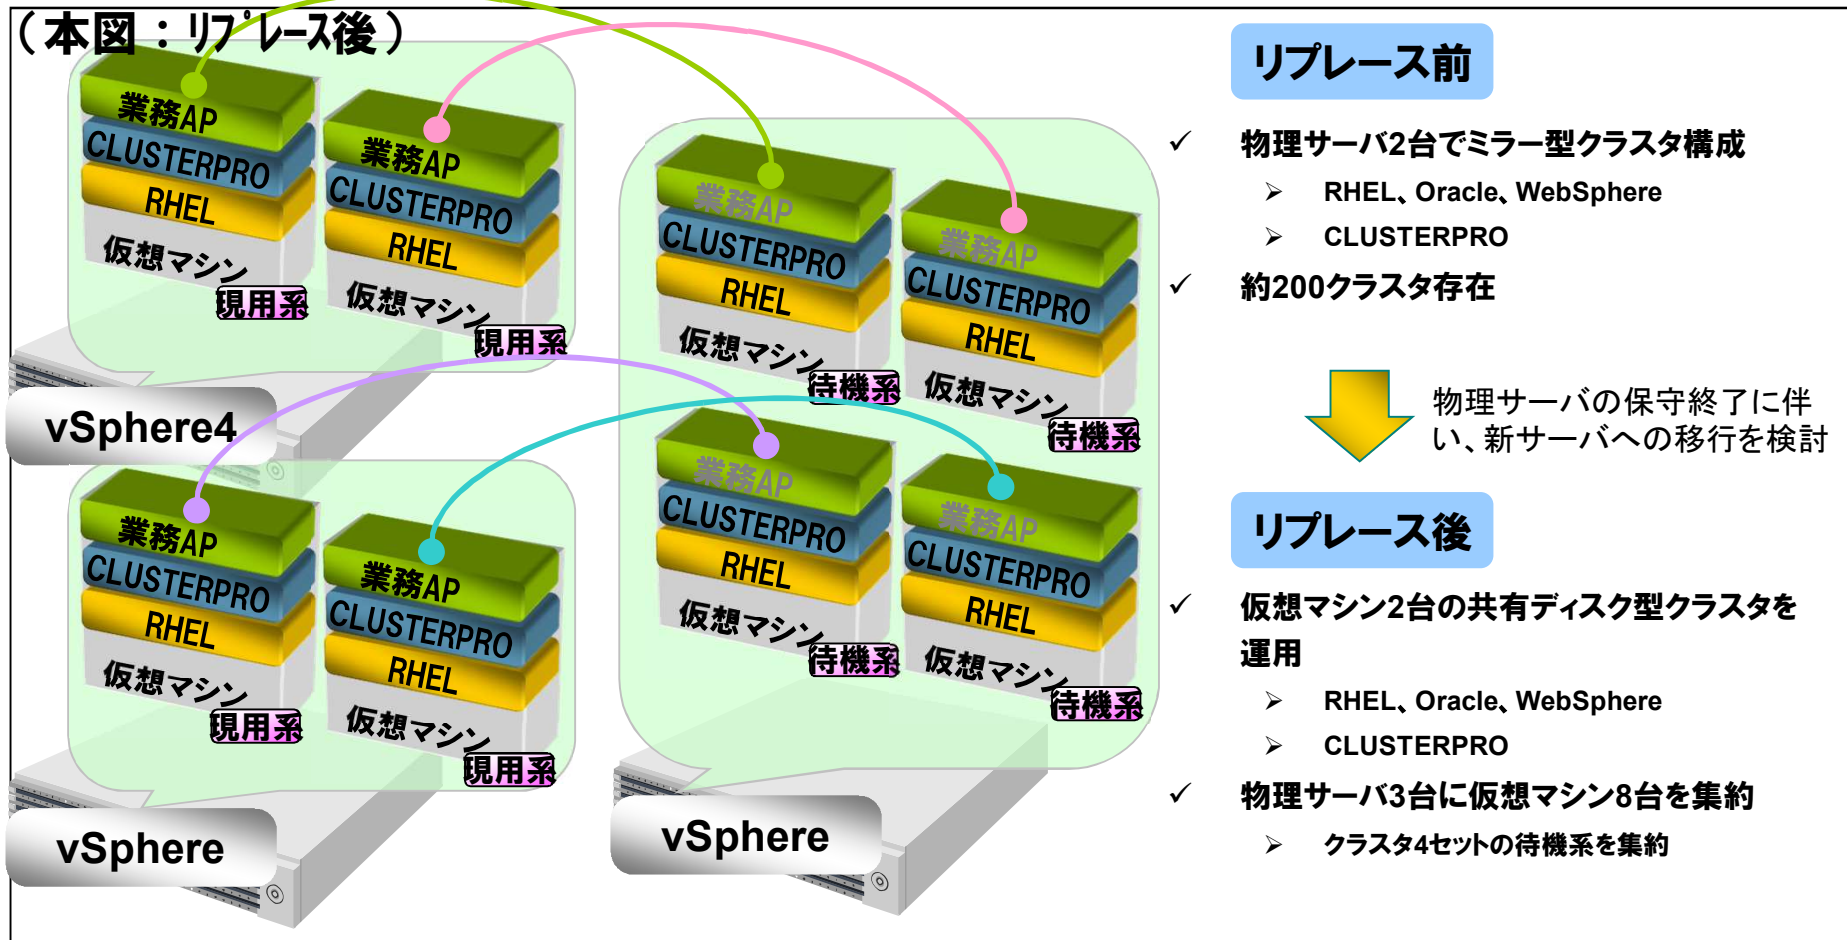 （本図：ﾘﾌﾟﾚｰｽ後）
業務AP
CLUSTERPRO
RHEL
仮想マシン
現用系
業務AP
CLUSTERPRO
RHEL
仮想マシン
現用系
vSphere4
業務AP
CLUSTERPRO
RHEL
仮想マシン
現用系
業務AP
CLUSTERPRO
RHEL
仮想マシン
現用系
vSphere
業務AP
CLUSTERPRO
RHEL
仮想マシン
待機系
業務AP
CLUSTERPRO
RHEL
仮想マシン
待機系
業務AP
CLUSTERPRO
RHEL
仮想マシン
待機系
業務AP
CLUSTERPRO
RHEL
仮想マシン
待機系
vSphere
リプレース前
✓ 物理サーバ2台でミラー型クラスタ構成
➢ RHEL、Oracle、WebSphere
➢ CLUSTERPRO
✓ 約200クラスタ存在
物理サーバの保守終了に伴
い、新サーバへの移行を検討
リプレース後
✓ 仮想マシン2台の共有ディスク型クラスタを
運用
➢ RHEL、Oracle、WebSphere
➢ CLUSTERPRO
✓ 物理サーバ3台に仮想マシン8台を集約
➢ クラスタ4セットの待機系を集約